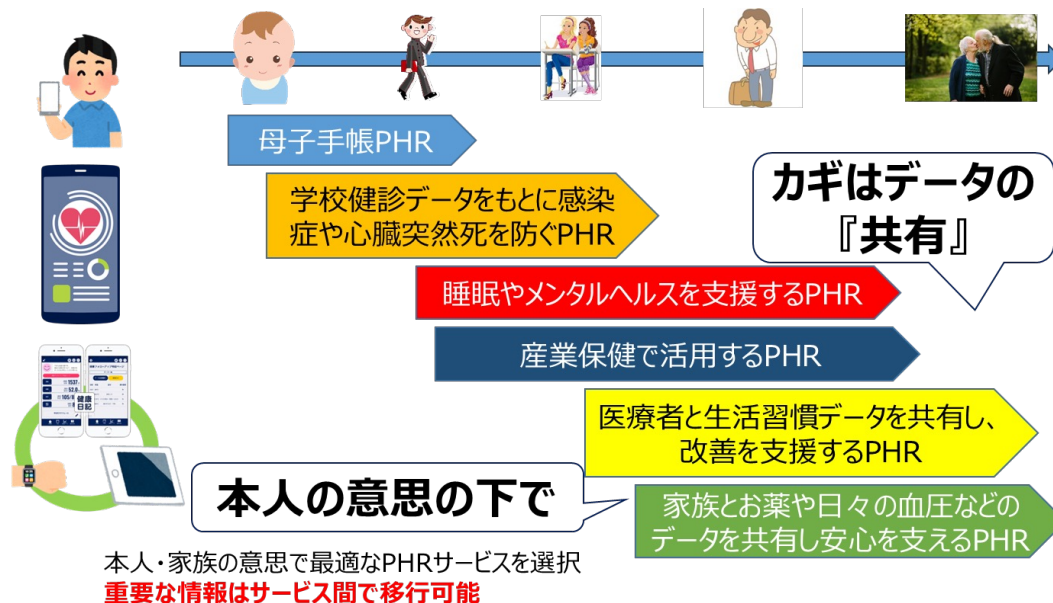 母子手帳PHR
学校健診データをもとに感染
症や心臓突然死を防ぐPHR
カギはデータの
『共有』
睡眠やメンタルヘルスを支援するPHR
産業保健で活用するPHR
健康
日記
医療者と生活習慣データを共有し、
改善を支援するPHR
本人の意思の下で
家族とお薬や日々の血圧などの
データを共有し安心を支えるPHR
本人・家族の意思で最適なPHRサービスを選択
重要な情報はサービス間で移行可能